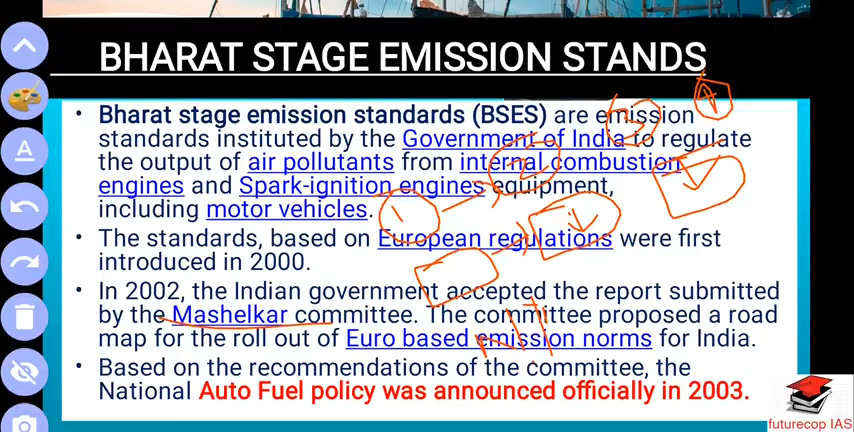 BHARAT STAGE EMISSION STANDS
• Bharat stage emission standards (BSES) are emission
standards instituted by the Government of India to regulate
the output of air pollutants from internal combustion
engines and Spark-ignition engines equipment,
including motor vehicles.
• The standards, based on European regulations were first
introduced in 2000.
• In 2002, the Indian government accepted the report submitted
by the Mashelkar committee. The committee proposed a road
map for the roll out of Euro based emission norms for India.
• Based on the recommendations of the committee, the
National Auto Fuel policy was announced officially in 2003.
1
2
3
A
futurecop IAS